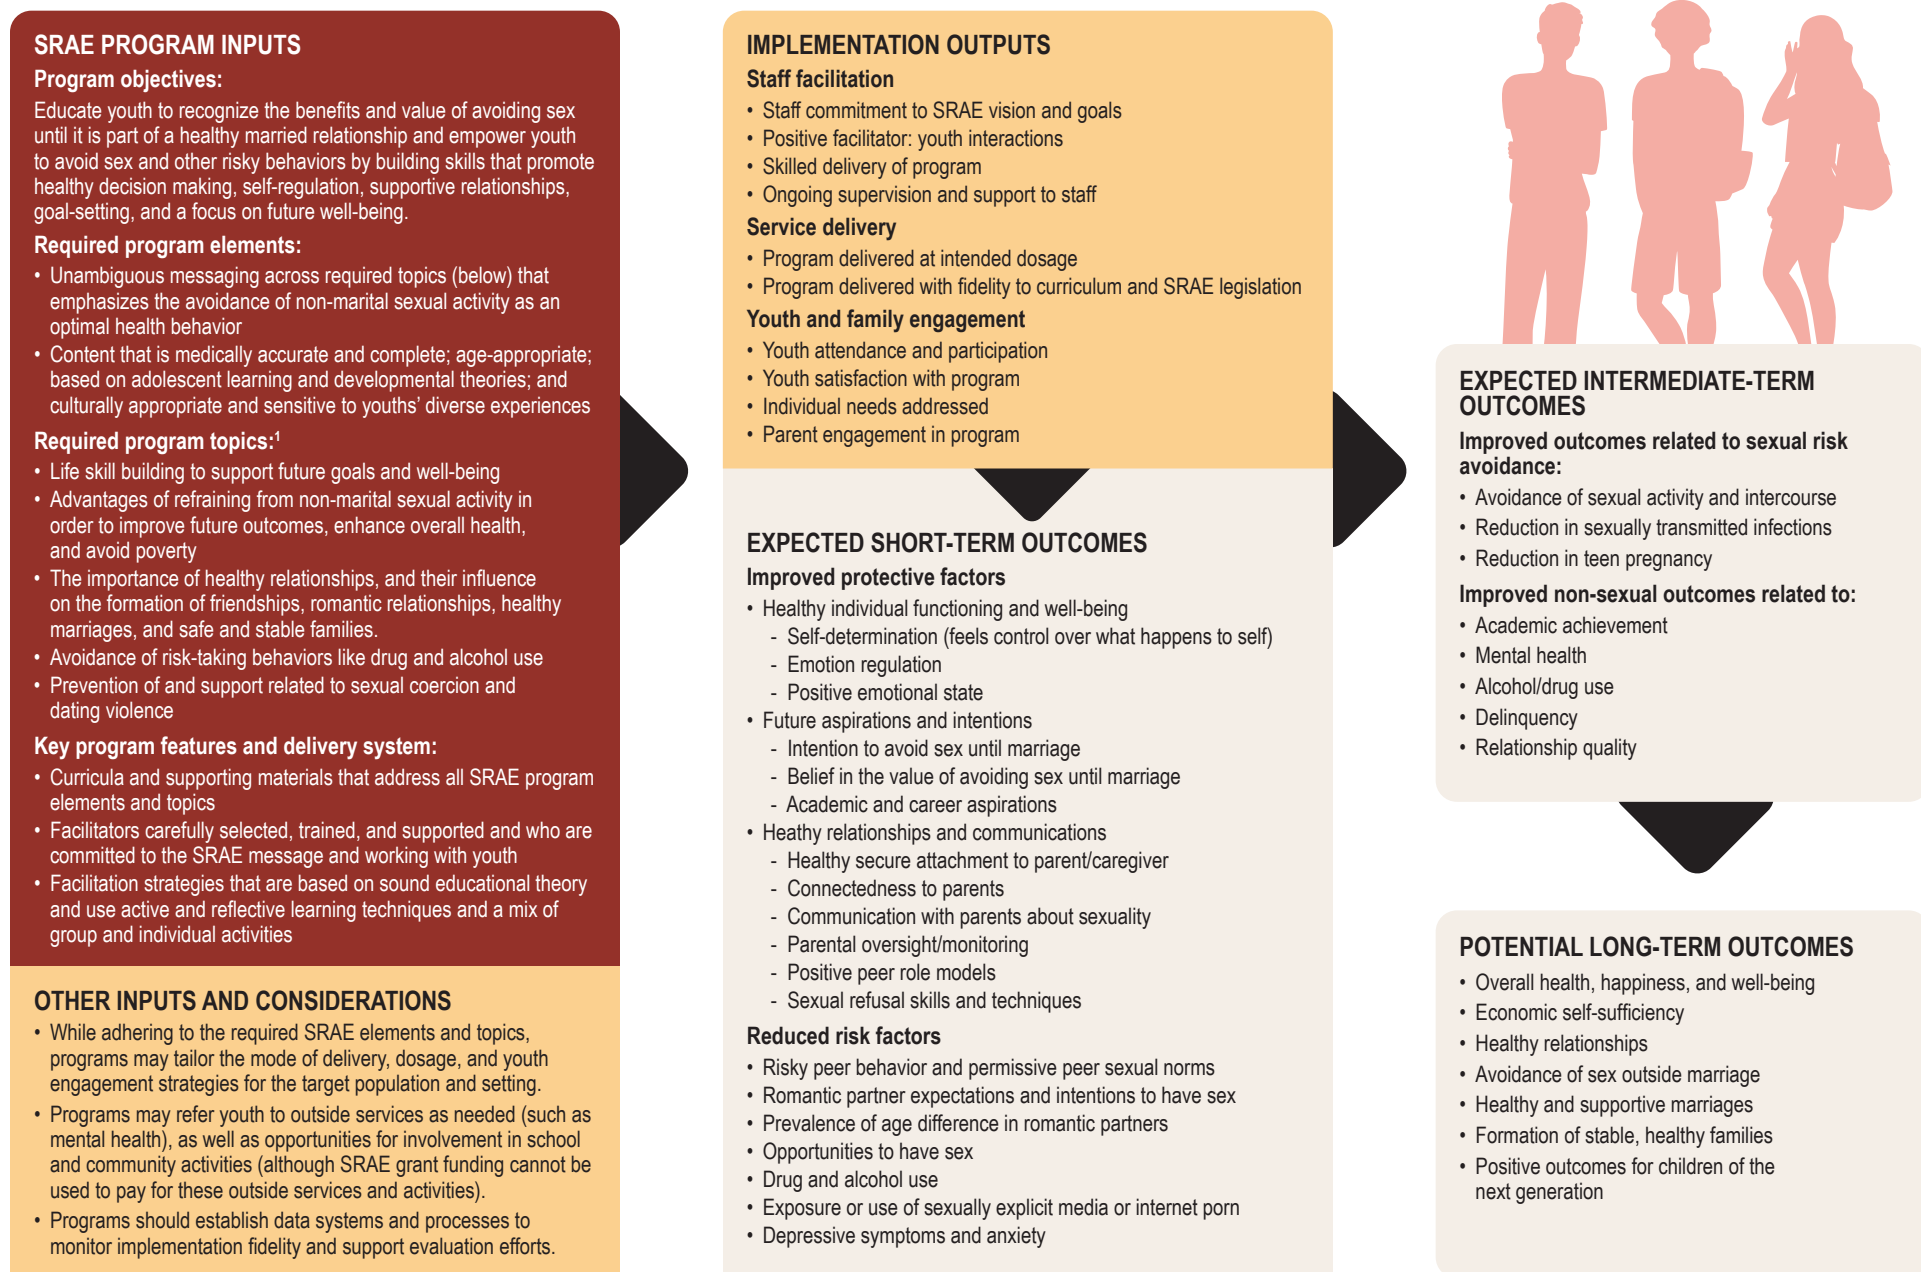 SRAE PROGRAM INPUTS
Program objectives:
Educate youth to recognize the benefits and value of avoiding sex
until it is part of a healthy married relationship and empower youth
to avoid sex and other risky behaviors by building skills that promote
healthy decision making, self-regulation, supportive relationships,
goal-setting, and a focus on future well-being.
Required program elements:
• Unambiguous messaging across required topics (below) that
emphasizes the avoidance of non-marital sexual activity as an
optimal health behavior
• Content that is medically accurate and complete; age-appropriate;
based on adolescent learning and developmental theories; and
culturally appropriate and sensitive to youths’ diverse experiences
Required program topics:¹
• Life skill building to support future goals and well-being
• Advantages of refraining from non-marital sexual activity in
order to improve future outcomes, enhance overall health,
and avoid poverty
• The importance of healthy relationships, and their influence
on the formation of friendships, romantic relationships, healthy
marriages, and safe and stable families.
• Avoidance of risk-taking behaviors like drug and alcohol use
• Prevention of and support related to sexual coercion and
dating violence
Key program features and delivery system:
• Curricula and supporting materials that address all SRAE program
elements and topics
• Facilitators carefully selected, trained, and supported and who are
committed to the SRAE message and working with youth
• Facilitation strategies that are based on sound educational theory
and use active and reflective learning techniques and a mix of
group and individual activities
OTHER INPUTS AND CONSIDERATIONS
• While adhering to the required SRAE elements and topics,
programs may tailor the mode of delivery, dosage, and youth
engagement strategies for the target population and setting.
• Programs may refer youth to outside services as needed (such as
mental health), as well as opportunities for involvement in school
and community activities (although SRAE grant funding cannot be
used to pay for these outside services and activities).
• Programs should establish data systems and processes to
monitor implementation fidelity and support evaluation efforts.
IMPLEMENTATION OUTPUTS
Staff facilitation
• Staff commitment to SRAE vision and goals
• Positive facilitator: youth interactions
• Skilled delivery of program
• Ongoing supervision and support to staff
Service delivery
• Program delivered at intended dosage
• Program delivered with fidelity to curriculum and SRAE legislation
Youth and family engagement
• Youth attendance and participation
• Youth satisfaction with program
• Individual needs addressed
• Parent engagement in program
EXPECTED SHORT-TERM OUTCOMES
Improved protective factors
• Healthy individual functioning and well-being
- Self-determination (feels control over what happens to self)
- Emotion regulation
- Positive emotional state
• Future aspirations and intentions
- Intention to avoid sex until marriage
- Belief in the value of avoiding sex until marriage
- Academic and career aspirations
• Heathy relationships and communications
- Healthy secure attachment to parent/caregiver
- Connectedness to parents
- Communication with parents about sexuality
- Parental oversight/monitoring
- Positive peer role models
- Sexual refusal skills and techniques
Reduced risk factors
• Risky peer behavior and permissive peer sexual norms
• Romantic partner expectations and intentions to have sex
• Prevalence of age difference in romantic partners
• Opportunities to have sex
• Drug and alcohol use
• Exposure or use of sexually explicit media or internet porn
• Depressive symptoms and anxiety
EXPECTED INTERMEDIATE-TERM
OUTCOMES
Improved outcomes related to sexual risk
avoidance:
• Avoidance of sexual activity and intercourse
• Reduction in sexually transmitted infections
• Reduction in teen pregnancy
Improved non-sexual outcomes related to:
• Academic achievement
• Mental health
• Alcohol/drug use
• Delinquency
• Relationship quality
POTENTIAL LONG-TERM OUTCOMES
• Overall health, happiness, and well-being
• Economic self-sufficiency
• Healthy relationships
• Avoidance of sex outside marriage
• Healthy and supportive marriages
• Formation of stable, healthy families
• Positive outcomes for children of the
next generation